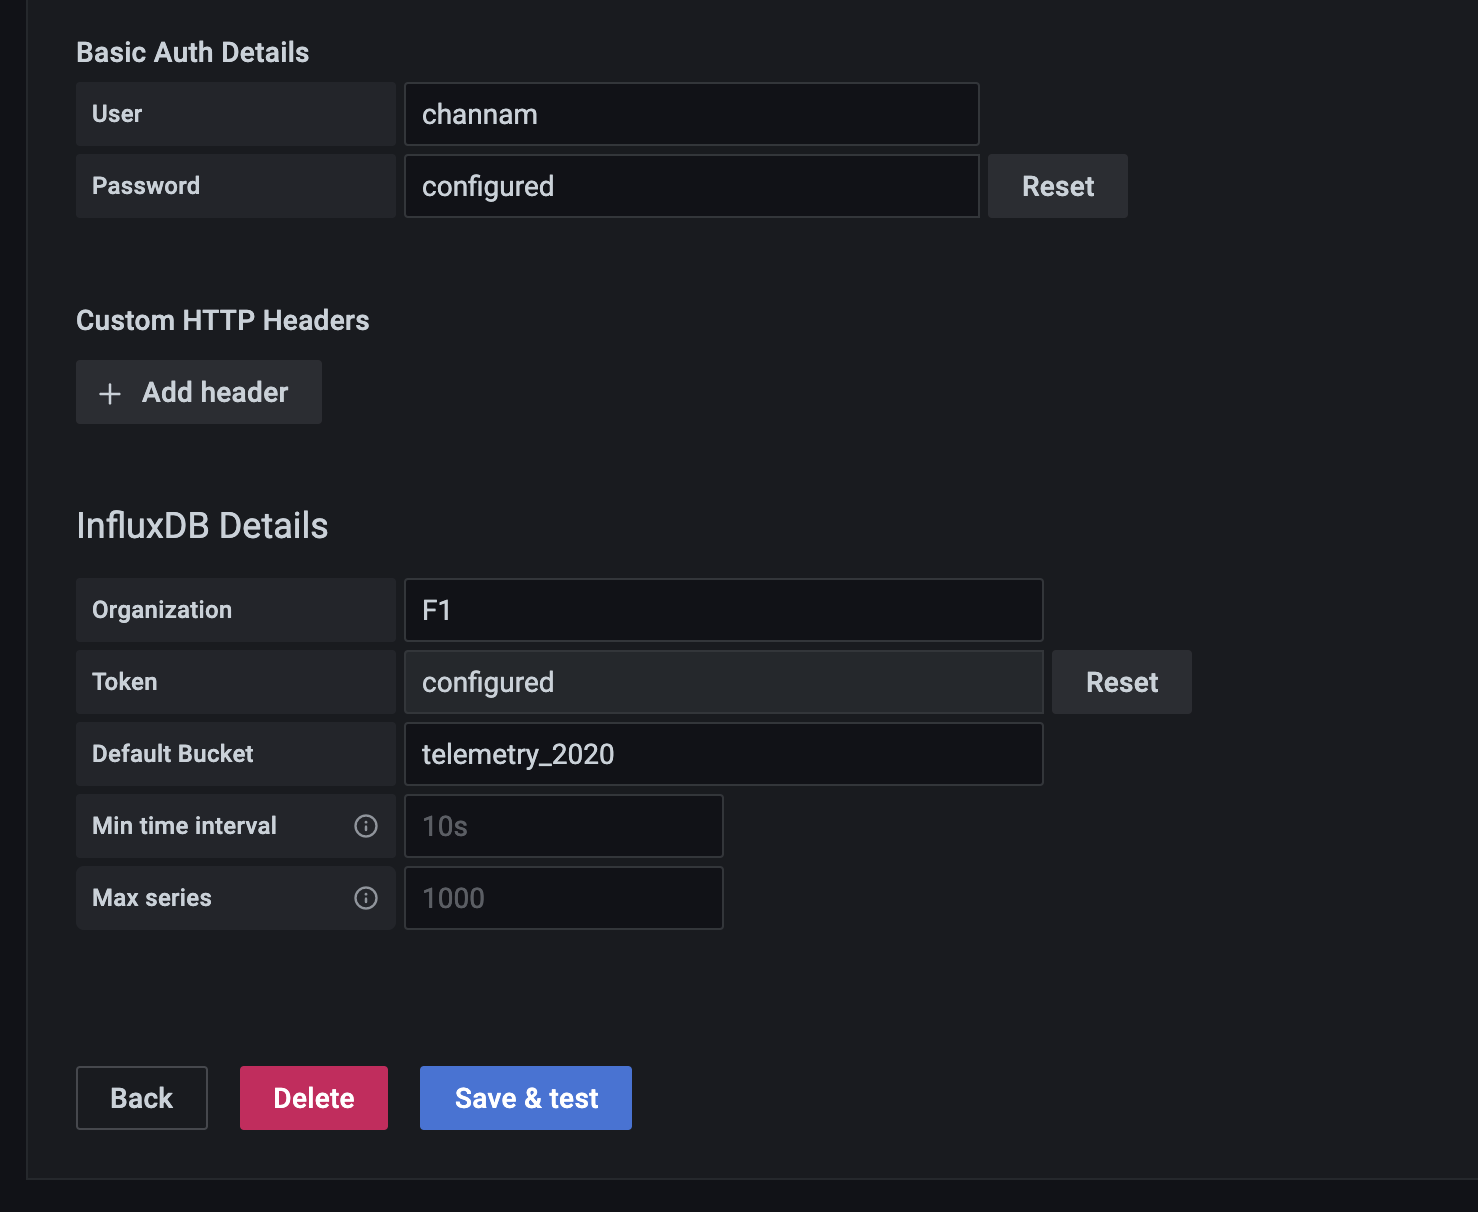 Basic Auth Details
User channam
Password configured Reset
Custom HTTP Headers
+ Add header
InfluxDB Details
Organization F1
Token configured Reset
Default Bucket telemetry_2020
Min time interval 10s
Max series 1000
Back Delete Save & test